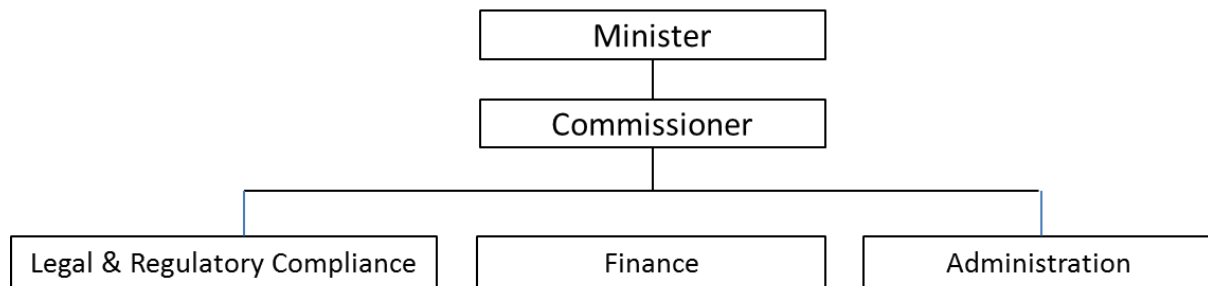 Minister
Commissioner
Legal & Regulatory Compliance
Finance
Administration